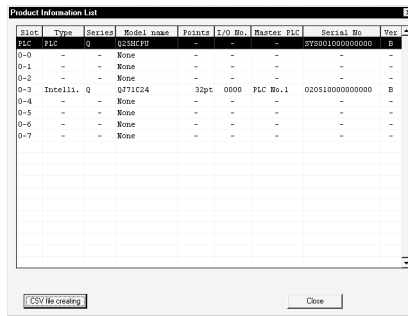 Product Information List
Slot Type Series Model name Points I/O No. Master PLC Serial No Ver
PLC PLC Q Q25HCPU - - - SYS001000000000 B
0-0 - - None - - - - -
0-1 - - None - - - - -
0-2 - - None - - - - -
0-3 Intelli. Q QJ71C24 32pt 0000 PLC No.1 020510000000000 B
0-4 - - None - - - - -
0-5 - - None - - - - -
0-6 - - None - - - - -
0-7 - - None - - - - -
CSV file creating Close